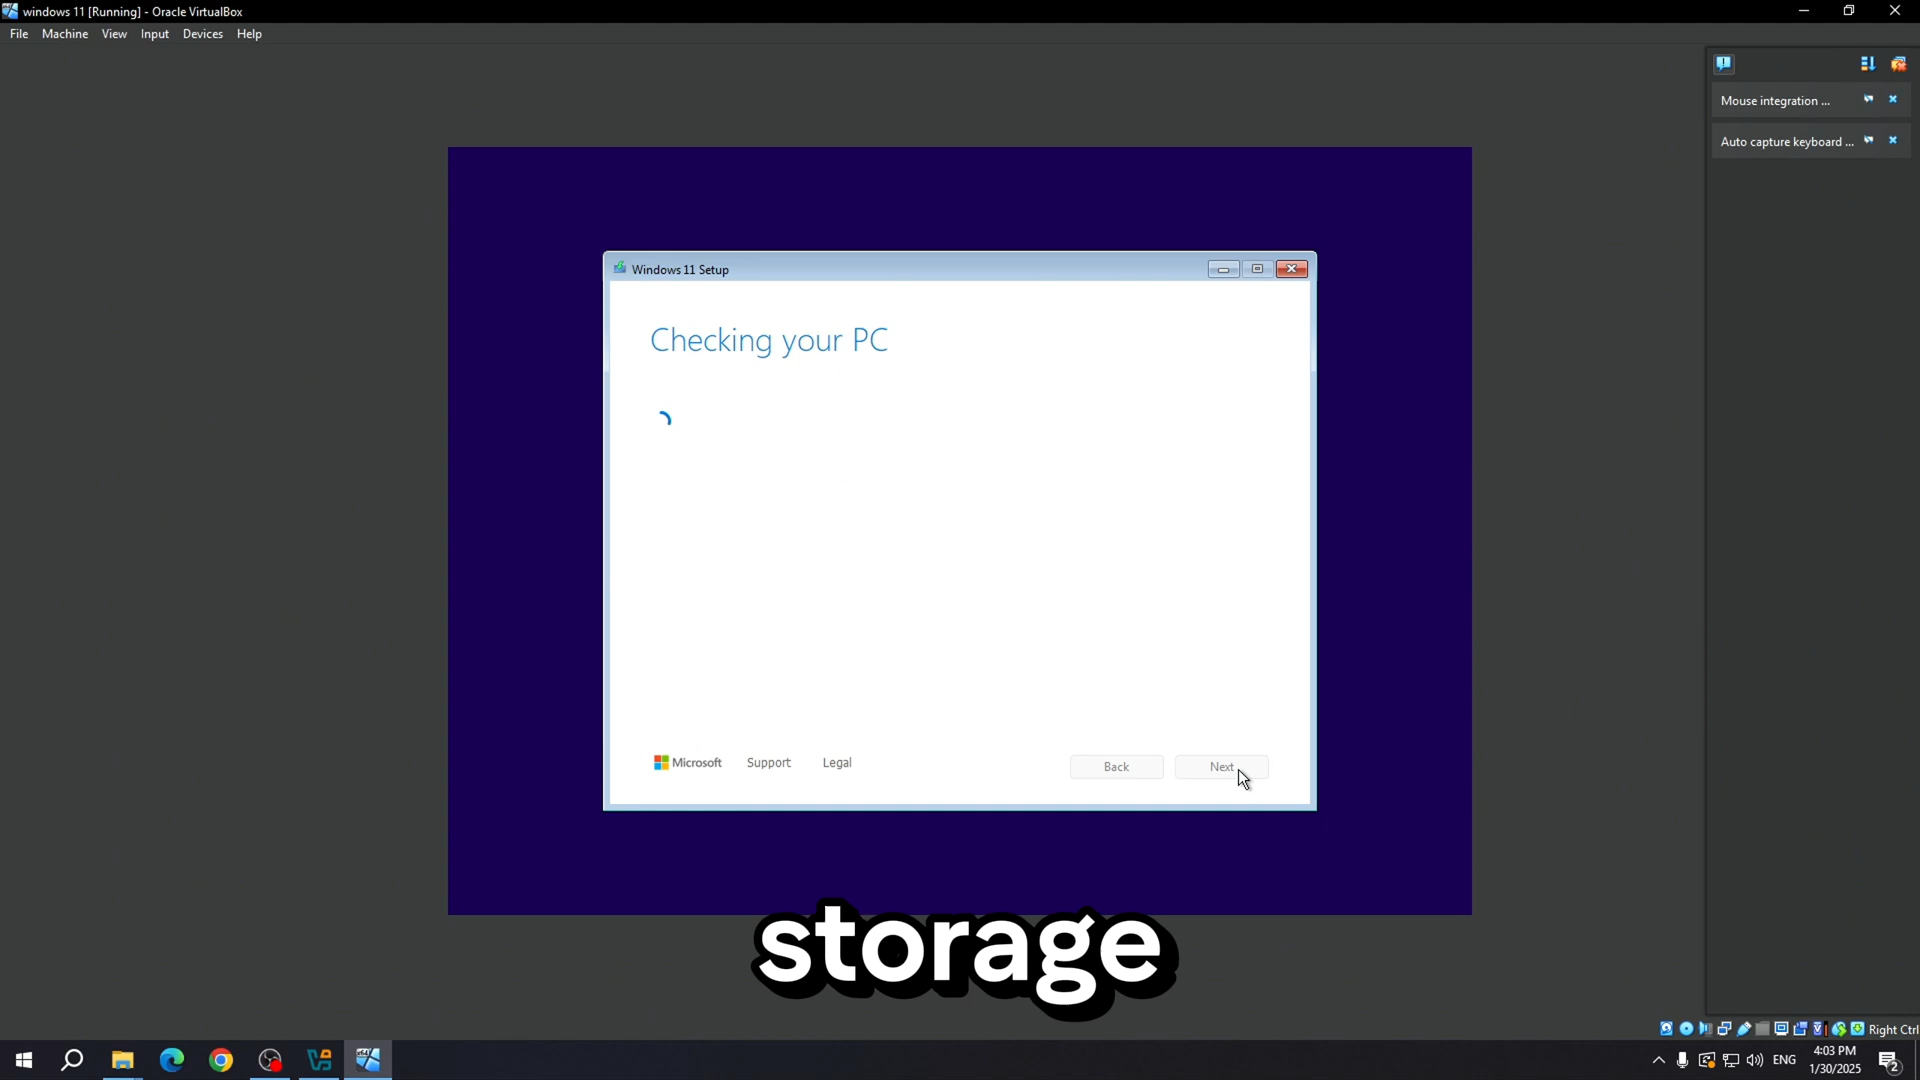 windows 11 [Running] - Oracle VirtualBox
File Machine View Input Devices Help
Mouse integration ...
Auto capture keyboard ...
Windows 11 Setup
Checking your PC
Microsoft Support Legal
Back Next
storage
Right Ctrl
ENG
4:03 PM
1/30/2025
2